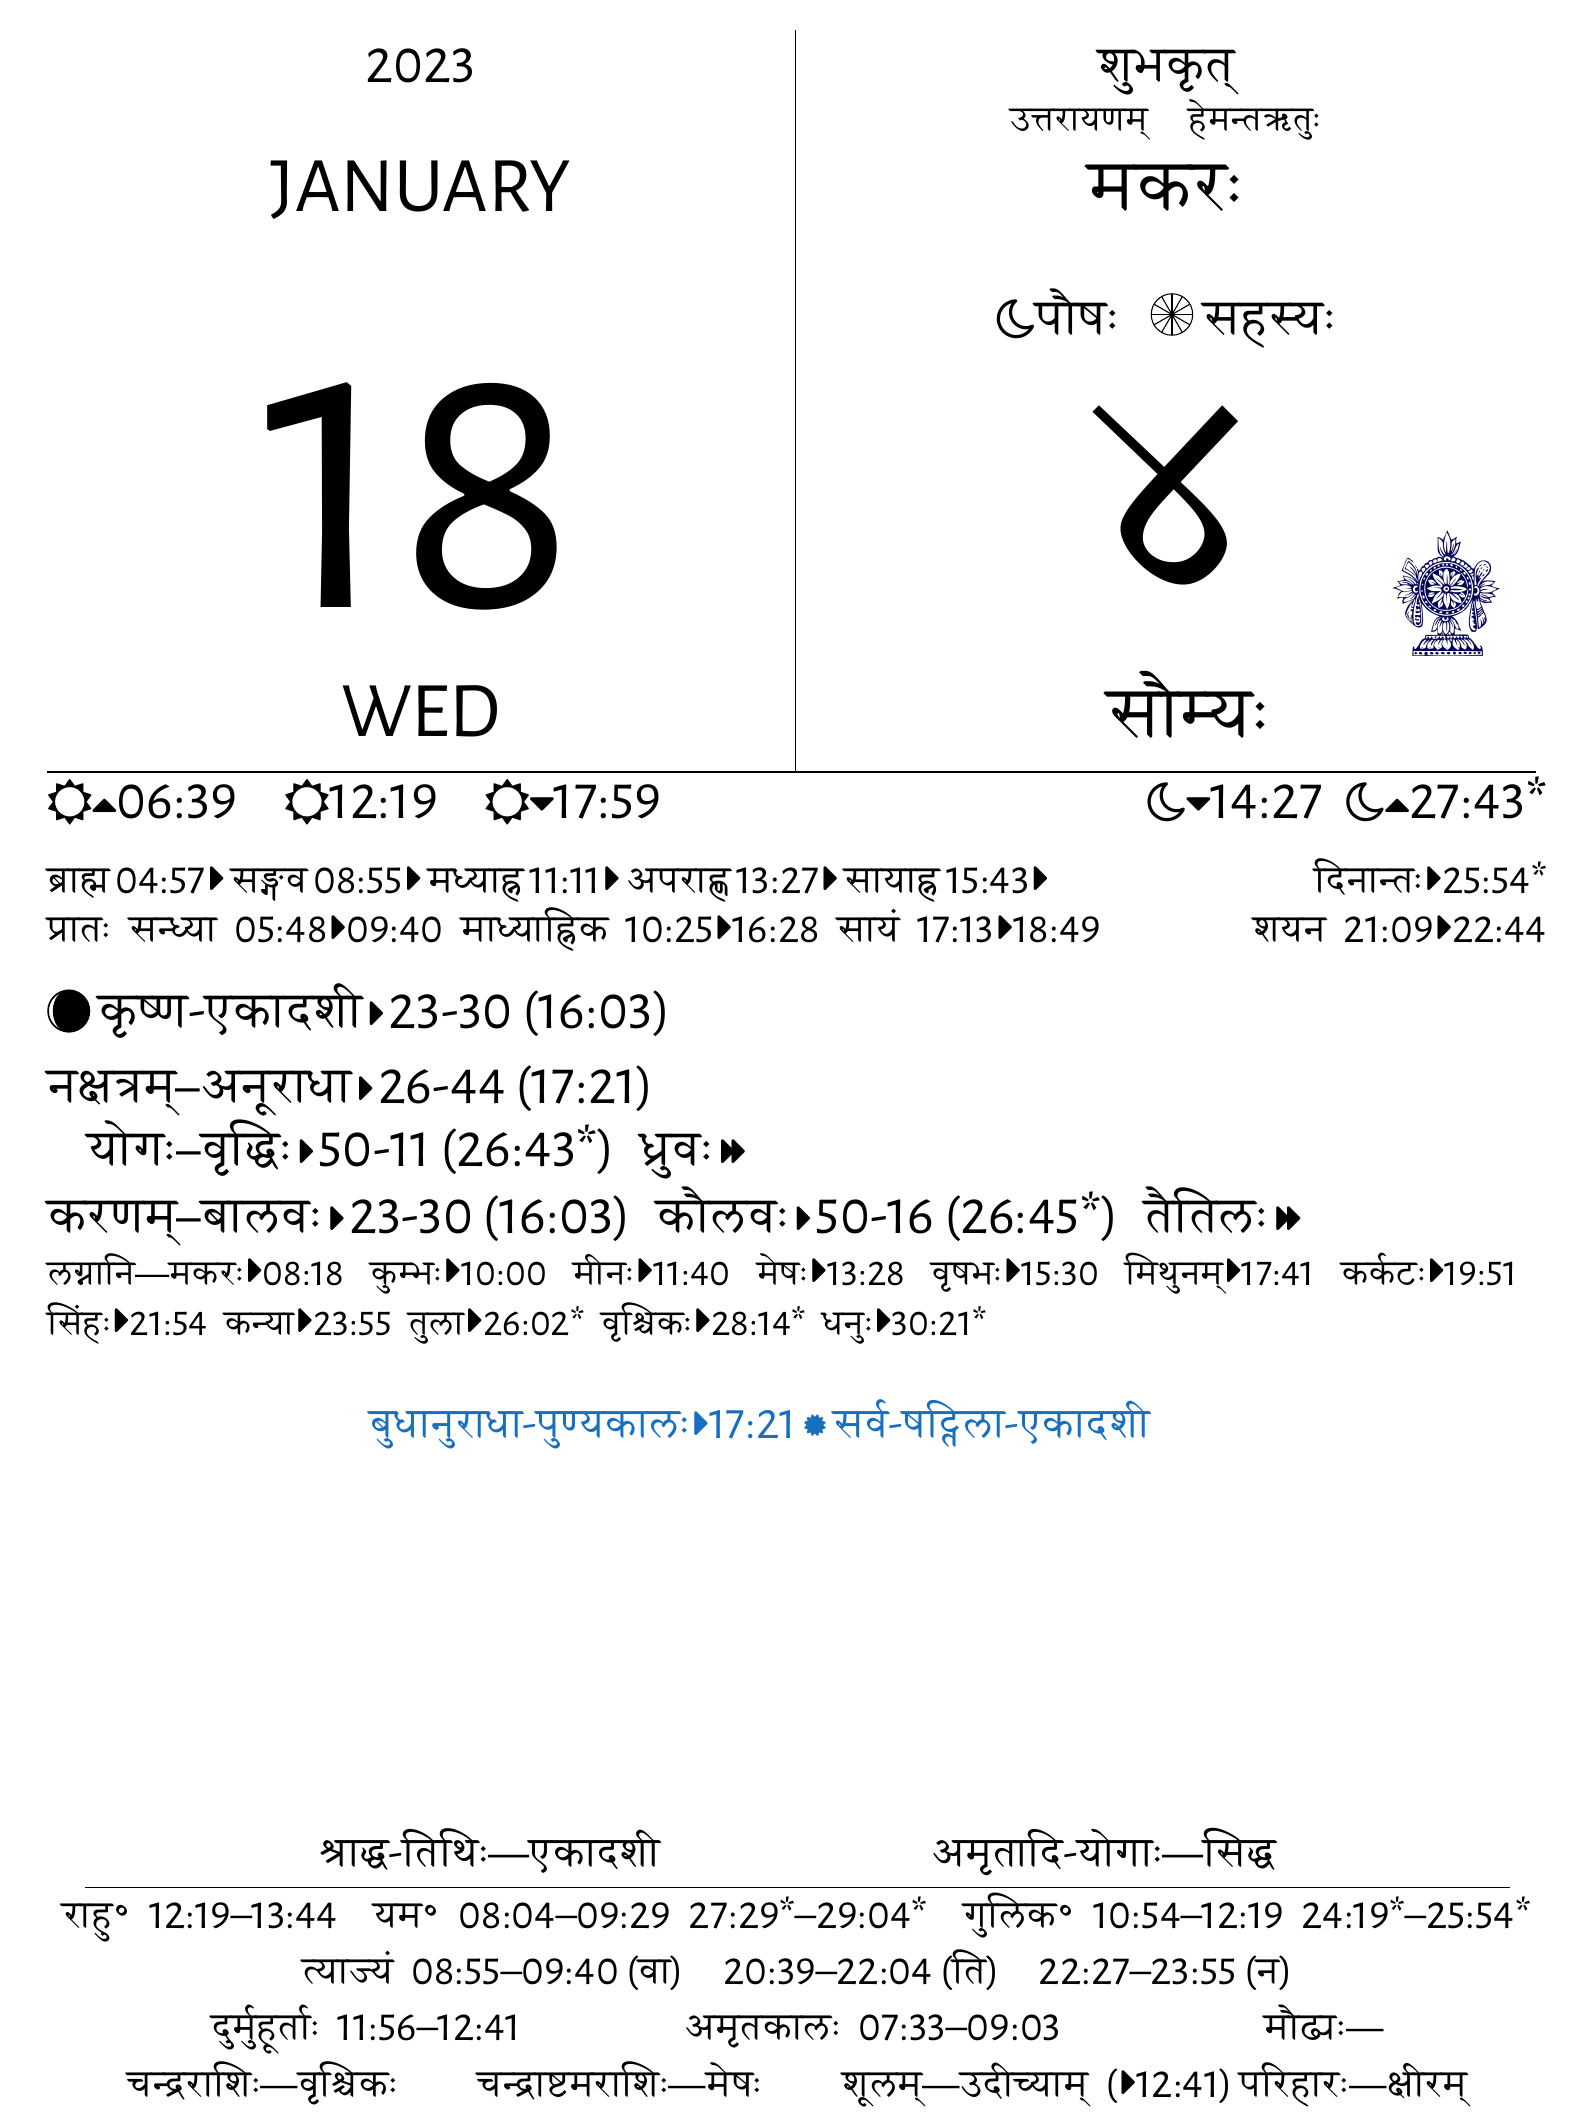 2023
JANUARY
18
WED
शुभकृत्
उत्तरायणम् हेमन्तऋतुः
मकरः
पौषः सहस्यः
४
सौम्यः
06:39 12:19 17:59 14:27 27:43*
ब्राह्म 04:57 सङ्गव 08:55 मध्याह्न 11:11 अपराह्ण 13:27 सायाह्न 15:43 दिनान्तः 25:54*
प्रातः सन्ध्या 05:48 09:40 माध्याह्निक 10:25 16:28 सायं 17:13 18:49 शयन 21:09 22:44
कृष्ण-एकादशी 23-30 (16:03)
नक्षत्रम्–अनूराधा 26-44 (17:21)
योगः–वृद्धिः 50-11 (26:43*) ध्रुवः
करणम्–बालवः 23-30 (16:03) कौलवः 50-16 (26:45*) तैतिलः
लग्नानि—मकरः 08:18 कुम्भः 10:00 मीनः 11:40 मेषः 13:28 वृषभः 15:30 मिथुनम् 17:41 कर्कटः 19:51
सिंहः 21:54 कन्या 23:55 तुला 26:02* वृश्चिकः 28:14* धनुः 30:21*
बुधानुराधा-पुण्यकालः 17:21 सर्व-षट्तिला-एकादशी
श्राद्ध-तिथिः—एकादशी अमृतादि-योगाः—सिद्ध
राहु॰ 12:19–13:44 यम॰ 08:04–09:29 27:29*–29:04* गुलिक॰ 10:54–12:19 24:19*–25:54*
त्याज्यं 08:55–09:40 (वा) 20:39–22:04 (ति) 22:27–23:55 (न)
दुर्मुहूर्ताः 11:56–12:41 अमृतकालः 07:33–09:03 मौढ्यः—
चन्द्रराशिः—वृश्चिकः चन्द्राष्टमराशिः—मेषः शूलम्—उदीच्याम् (12:41) परिहारः—क्षीरम्